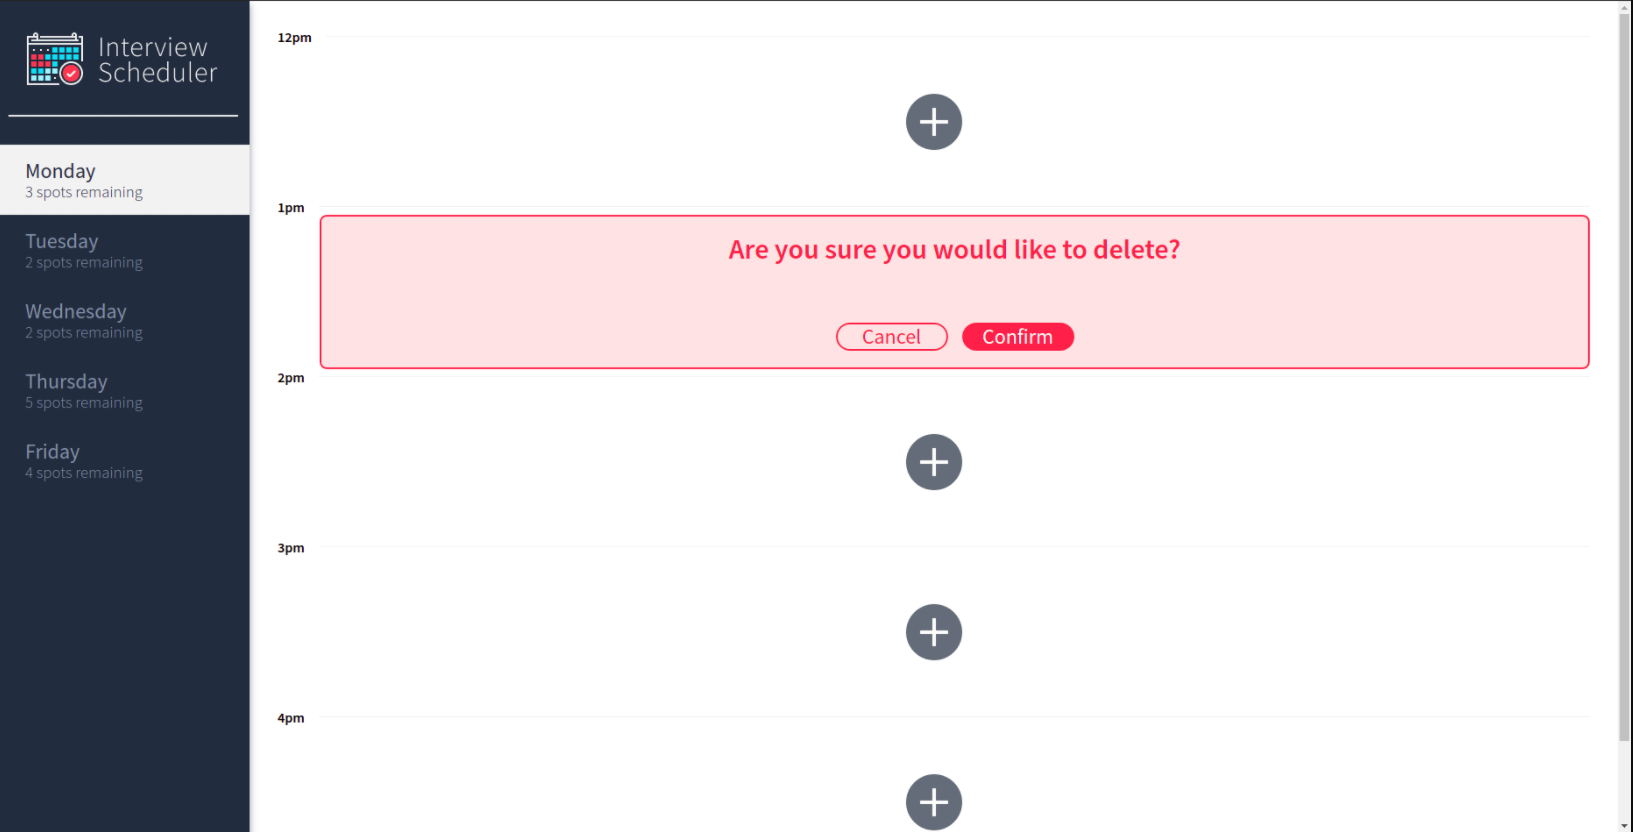 Interview
Scheduler
Monday
3 spots remaining
Tuesday
2 spots remaining
Wednesday
2 spots remaining
Thursday
5 spots remaining
Friday
4 spots remaining
12pm
1pm
Are you sure you would like to delete?
Cancel Confirm
2pm
3pm
4pm